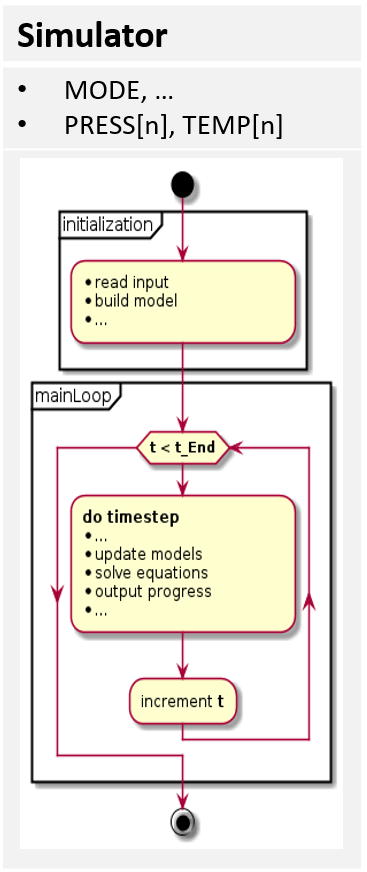 Simulator
• MODE, ...
• PRESS[n], TEMP[n]
initialization
• read input
• build model
• ...
mainLoop
t < t_End
do timestep
• ...
• update models
• solve equations
• output progress
• ...
increment t